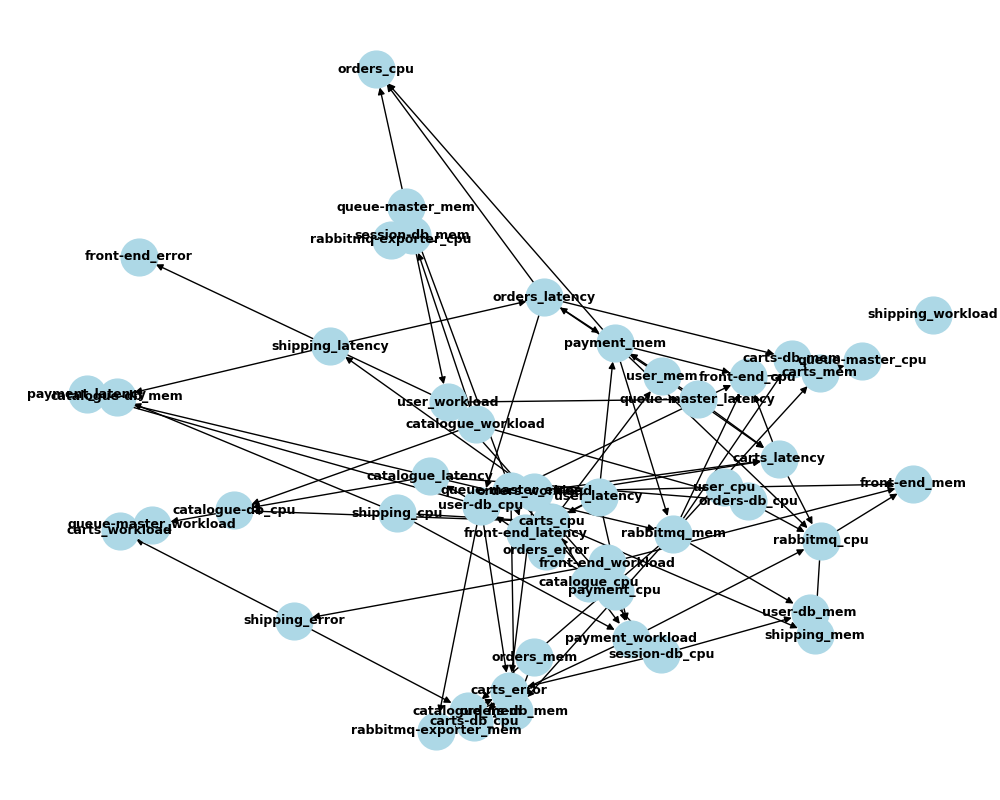 orders_cpu
queue-master_mem
session-db_mem
rabbitmq-exporter_cpu
front-end_error
orders_latency
shipping_workload
shipping_latency
payment_mem
carts-db_mem
queue-master_cpu
carts_mem
user_mem
front-end_cpu
payment_latency
catalogue-db_mem
queue-master_latency
user_workload
catalogue_workload
carts_latency
catalogue_latency
front-end_mem
user_cpu
queue-master_error
user_latency
orders-db_cpu
user-db_cpu
catalogue-db_cpu
shipping_cpu
carts_cpu
queue-master_workload
carts_workload
front-end_latency
rabbitmq_mem
rabbitmq_cpu
orders_error
front-end_workload
catalogue_cpu
payment_cpu
user-db_mem
shipping_error
shipping_mem
payment_workload
session-db_cpu
orders_mem
carts_error
orders-db_mem
carts-db_cpu
rabbitmq-exporter_mem